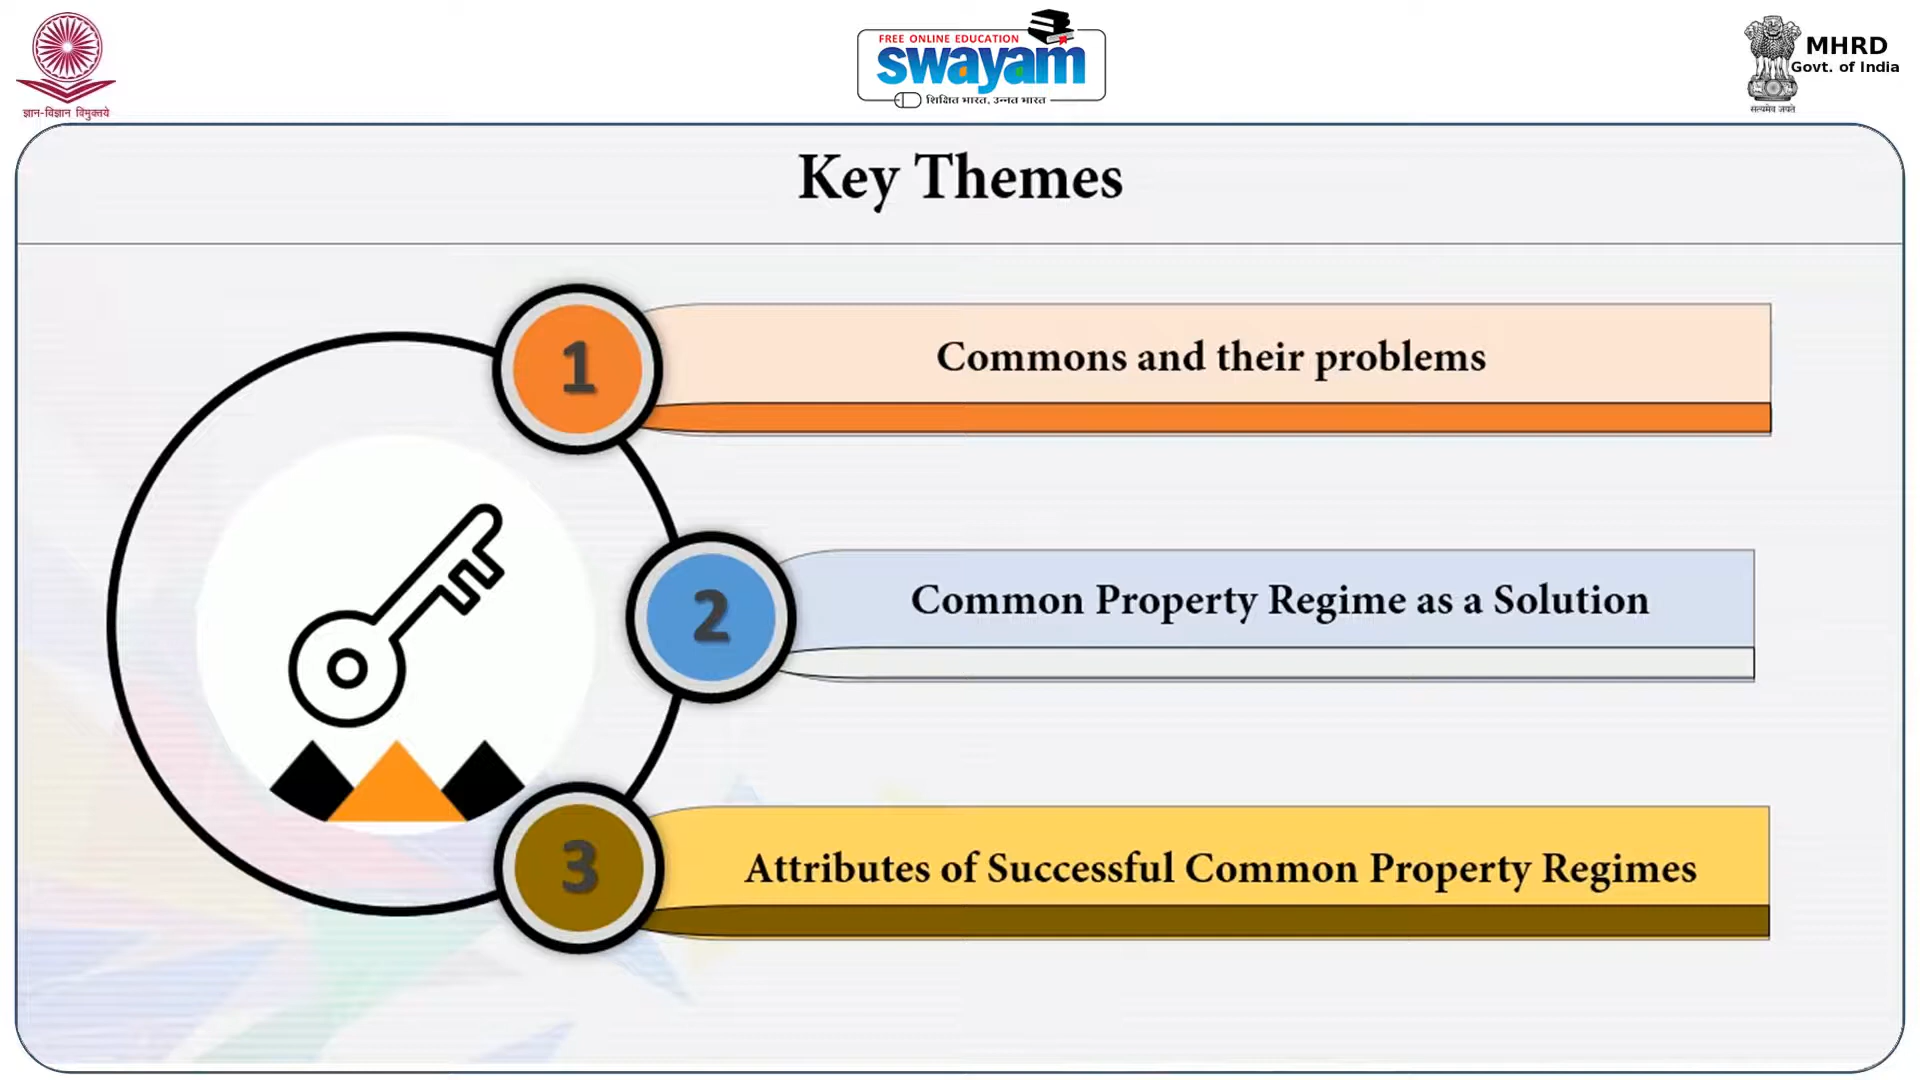 ज्ञान-विज्ञान विमुक्तये
FREE ONLINE EDUCATION
swayam
शिक्षित भारत, उन्नत भारत
MHRD
Govt. of India
सत्यमेव जयते
Key Themes
1
Commons and their problems
2
Common Property Regime as a Solution
3
Attributes of Successful Common Property Regimes